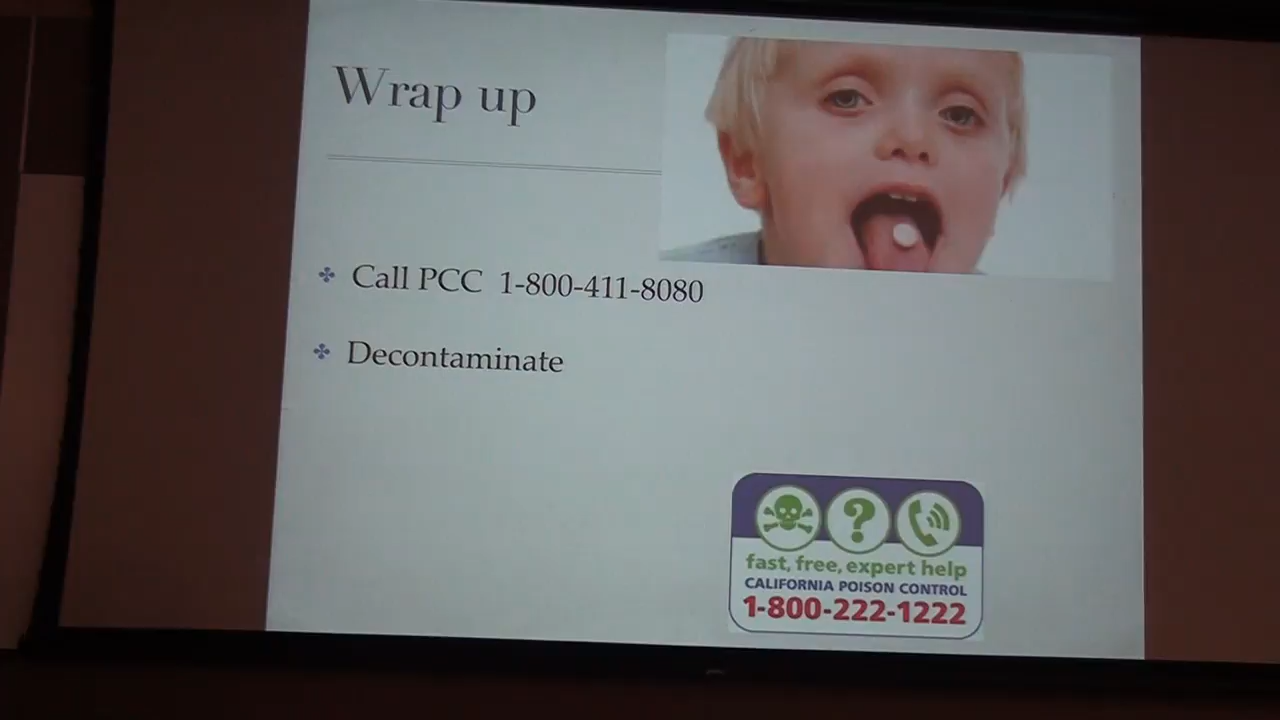 Wrap up
Call PCC 1-800-411-8080
Decontaminate
fast, free, expert help
CALIFORNIA POISON CONTROL
1-800-222-1222